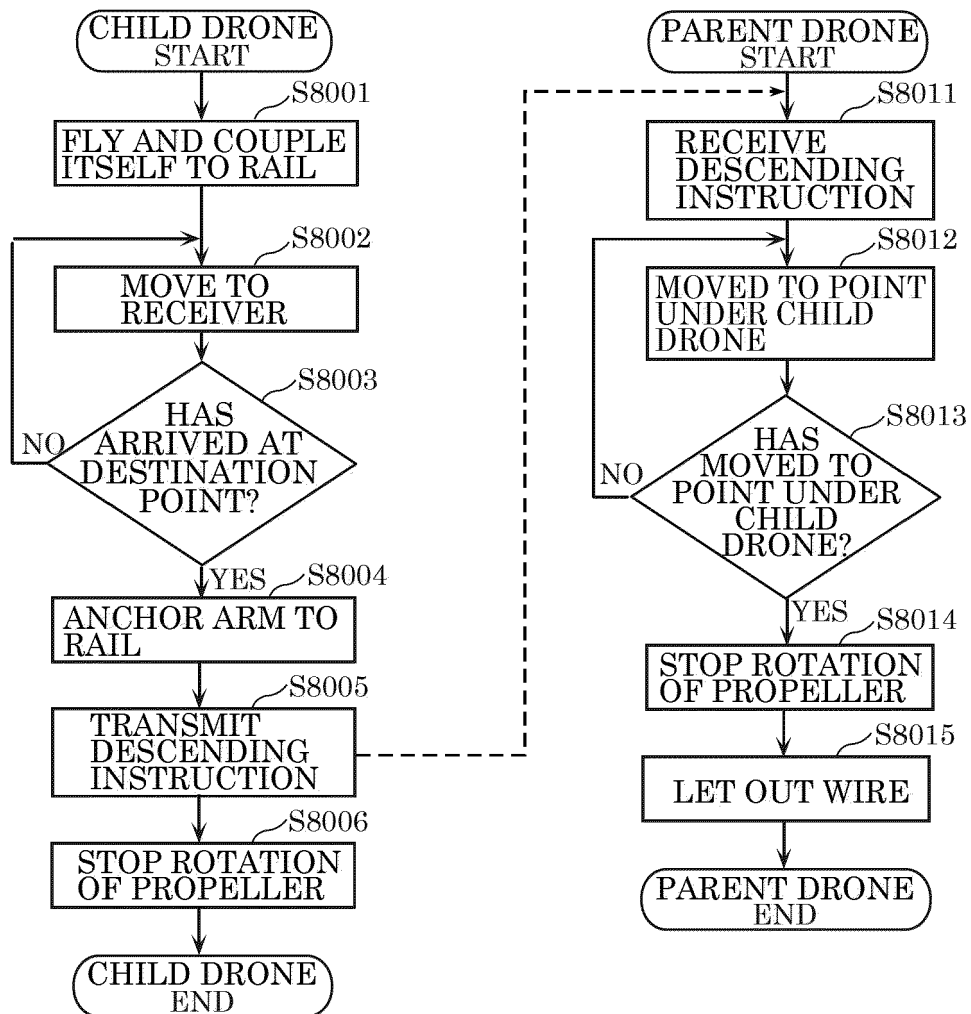 CHILD DRONE
START
S8001
FLY AND COUPLE
ITSELF TO RAIL
S8002
MOVE TO
RECEIVER
S8003
HAS
ARRIVED AT
DESTINATION
POINT?
NO
YES
S8004
ANCHOR ARM TO
RAIL
S8005
TRANSMIT
DESCENDING
INSTRUCTION
S8006
STOP ROTATION
OF PROPELLER
CHILD DRONE
END
PARENT DRONE
START
S8011
RECEIVE
DESCENDING
INSTRUCTION
S8012
MOVED TO POINT
UNDER CHILD
DRONE
S8013
HAS
MOVED TO
POINT UNDER
CHILD
DRONE?
NO
YES
S8014
STOP ROTATION
OF PROPELLER
S8015
LET OUT WIRE
PARENT DRONE
END